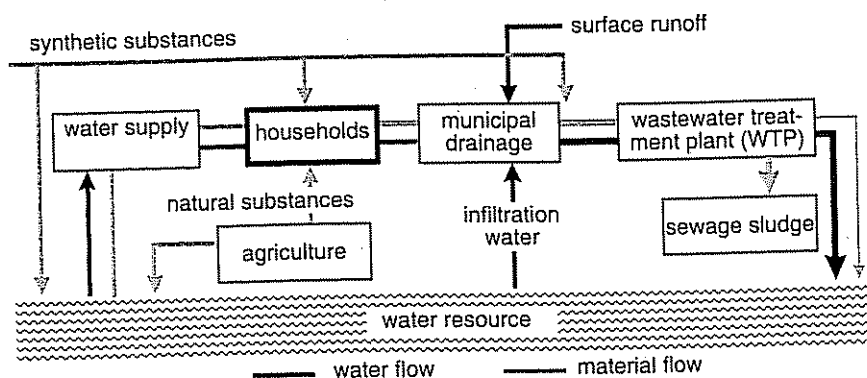 synthetic substances
surface runoff
water supply
households
municipal
drainage
wastewater treat-
ment plant (WTP)
natural substances
infiltration
water
sewage sludge
agriculture
water resource
water flow
material flow